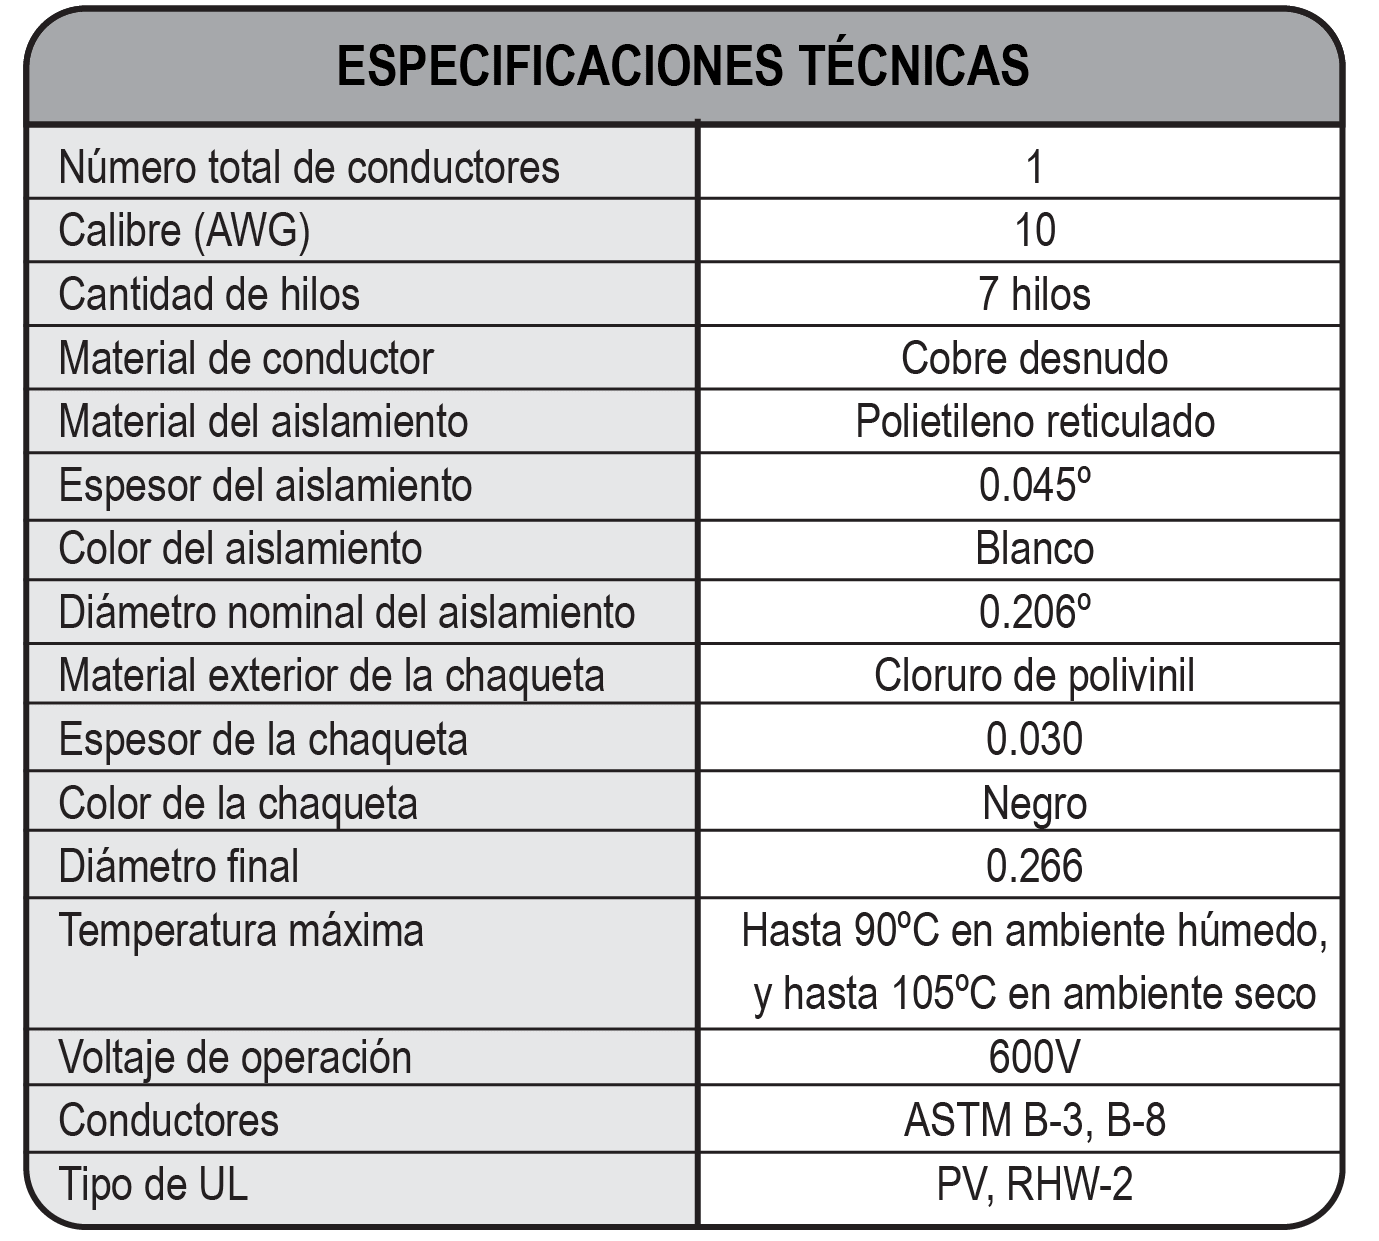 ESPECIFICACIONES TÉCNICAS
Número total de conductores 1
Calibre (AWG) 10
Cantidad de hilos 7 hilos
Material de conductor Cobre desnudo
Material del aislamiento Polietileno reticulado
Espesor del aislamiento 0.045º
Color del aislamiento Blanco
Diámetro nominal del aislamiento 0.206º
Material exterior de la chaqueta Cloruro de polivinil
Espesor de la chaqueta 0.030
Color de la chaqueta Negro
Diámetro final 0.266
Temperatura máxima Hasta 90ºC en ambiente húmedo,
y hasta 105ºC en ambiente seco
Voltaje de operación 600V
Conductores ASTM B-3, B-8
Tipo de UL PV, RHW-2